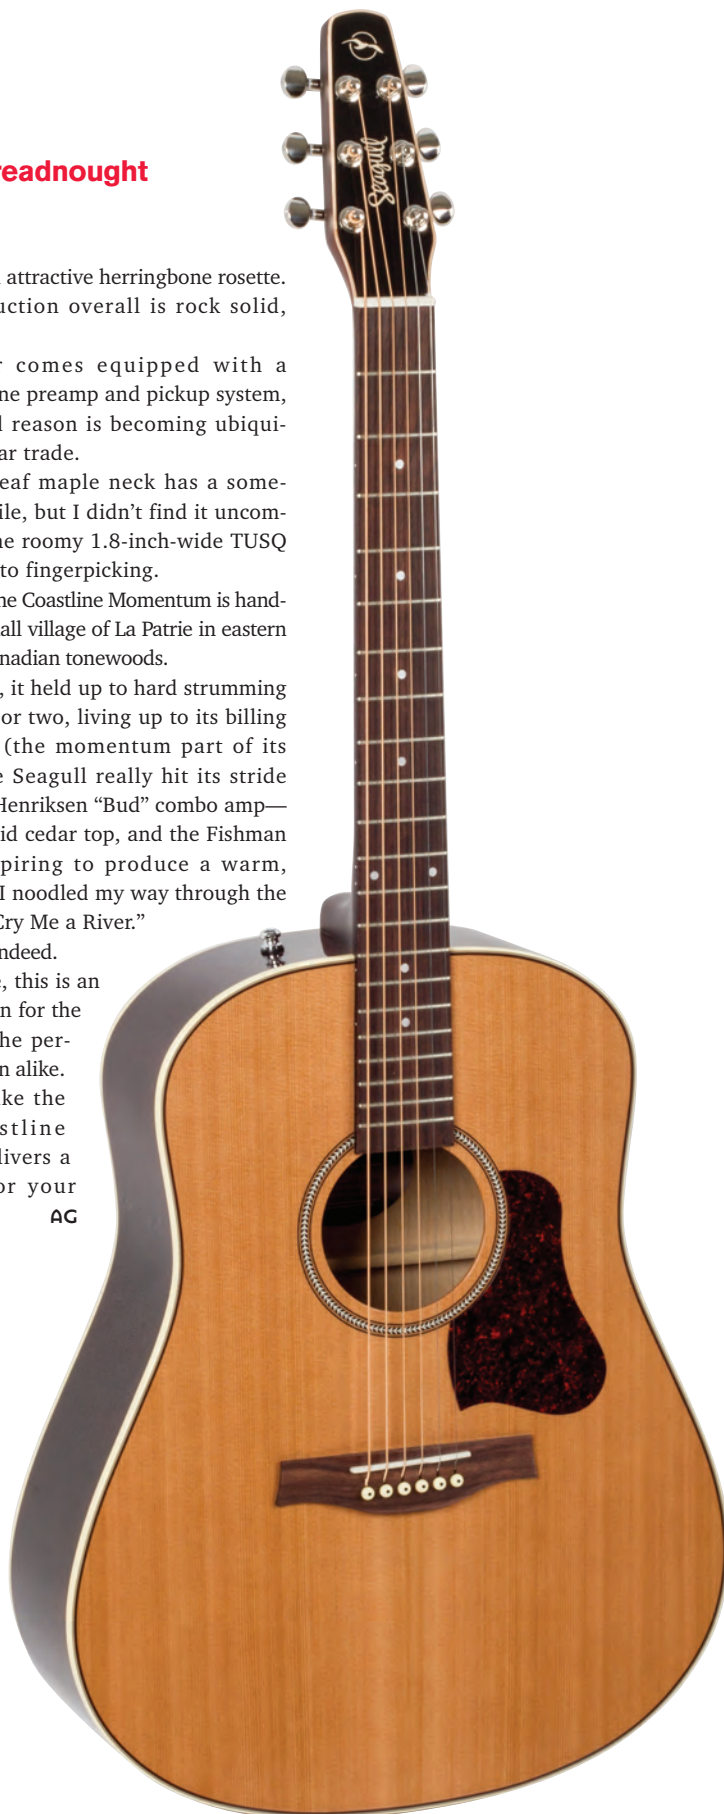 readnought
attractive herringbone rosette.
uction overall is rock solid,
r comes equipped with a
ne preamp and pickup system,
l reason is becoming ubiqui-
ar trade.
eaf maple neck has a some-
ile, but I didn’t find it uncom-
he roomy 1.8-inch-wide TUSQ
to fingerpicking.
he Coastline Momentum is hand-
all village of La Patrie in eastern
nadian tonewoods.
, it held up to hard strumming
or two, living up to its billing
(the momentum part of its
e Seagull really hit its stride
Henriksen “Bud” combo amp—
id cedar top, and the Fishman
piring to produce a warm,
I noodled my way through the
Cry Me a River.”
ndeed.
e, this is an
n for the
he per-
n alike.
ke the
stline
livers a
or your
AG
Seagull